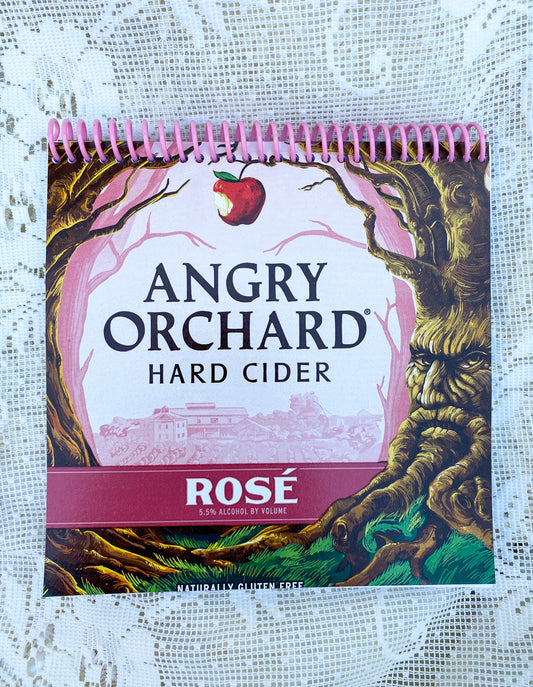 ANGRY
ORCHARD®
HARD CIDER
ROSÉ
5.5% ALCOHOL BY VOLUME
NATURALLY GLUTEN FREE